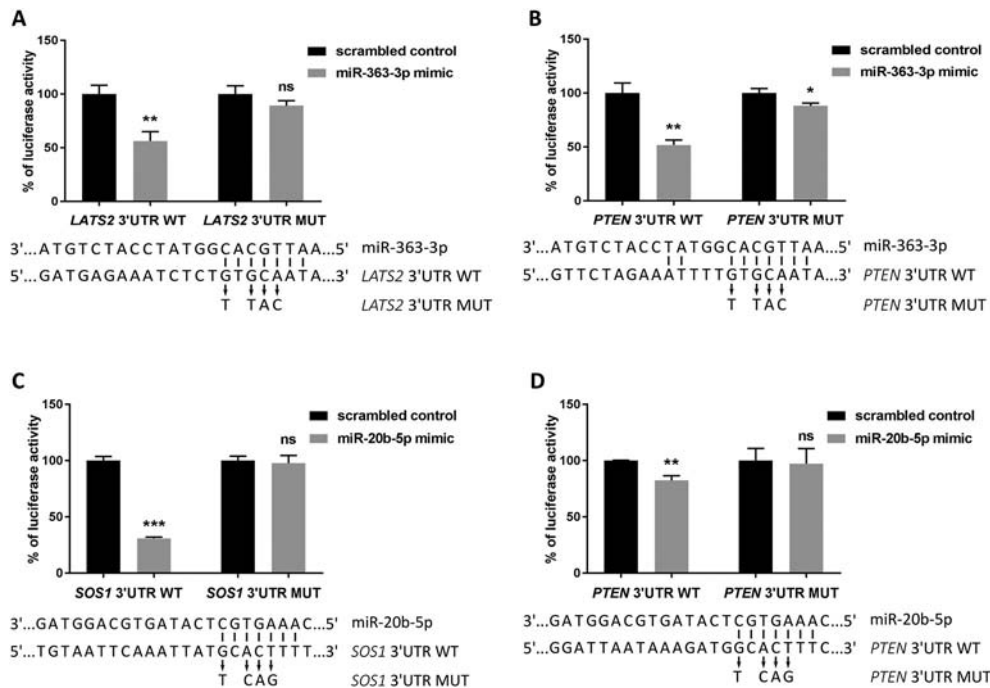 A
150
scrambled control
miR-363-3p mimic
100
ns
**
50
0
% of luciferase activity
LATS2 3'UTR WT LATS2 3'UTR MUT
3'...ATGTCTACCTATGGCACGTTAA...5' miR-363-3p
5'...GATGAGAAATCTCTGTGCAATA...3' LATS2 3'UTR WT
T TAC LATS2 3'UTR MUT
B
150
scrambled control
miR-363-3p mimic
100
*
**
50
0
% of luciferase activity
PTEN 3'UTR WT PTEN 3'UTR MUT
3'...ATGTCTACCTATGGCACGTTAA...5' miR-363-3p
5'...GTTCTAGAAATTTTGTGCAATA...3' PTEN 3'UTR WT
T TAC PTEN 3'UTR MUT
C
150
scrambled control
miR-20b-5p mimic
100
ns
***
50
0
% of luciferase activity
SOS1 3'UTR WT SOS1 3'UTR MUT
3'...GATGGACGTGATACTCGTGAAAC...5' miR-20b-5p
5'...TGTAATTCAAATTATGCACTTTT...3' SOS1 3'UTR WT
T CAG SOS1 3'UTR MUT
D
150
scrambled control
miR-20b-5p mimic
100
ns
**
50
0
% of luciferase activity
PTEN 3'UTR WT PTEN 3'UTR MUT
3'...GATGGACGTGATACTCGTGAAAC...5' miR-20b-5p
5'...GGATTAATAAAGATGGCACTTTC...3' PTEN 3'UTR WT
T CAG PTEN 3'UTR MUT